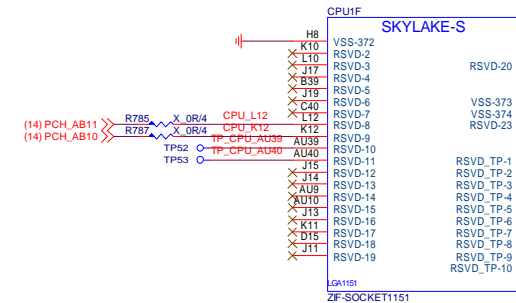 CPU1F
SKYLAKE-S
H8 VSS-372
K10 RSVD-2
L10 RSVD-3 RSVD-20
J17 RSVD-4
B39 RSVD-5
J19 RSVD-6 VSS-373
C40 RSVD-7 VSS-374
(14) PCH_AB11 R785 X_0R/4 CPU_L12 L12 RSVD-8 RSVD-23
(14) PCH_AB10 R787 X_0R/4 CPU_K12 K12 RSVD-9
TP52 TP_CPU_AU39 AU39 RSVD-10
TP53 TP_CPU_AU40 AU40 RSVD-11 RSVD_TP-1
J15 RSVD-12 RSVD_TP-2
J14 RSVD-13 RSVD_TP-3
AU9 RSVD-14 RSVD_TP-4
AU10 RSVD-15 RSVD_TP-5
J13 RSVD-16 RSVD_TP-6
K11 RSVD-17 RSVD_TP-7
D15 RSVD-18 RSVD_TP-8
J11 RSVD-19 RSVD_TP-9
RSVD_TP-10
LGA1151
ZIF-SOCKET1151